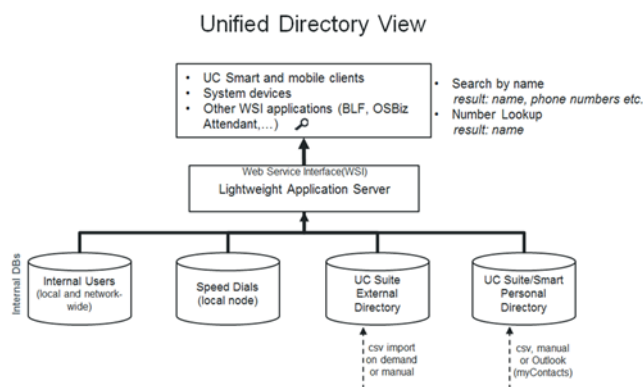 Unified Directory View
• UC Smart and mobile clients
• System devices
• Other WSI applications (BLF, OSBiz
Attendant,…)
• Search by name
result: name, phone numbers etc.
• Number Lookup
result: name
Web Service Interface(WSI)
Lightweight Application Server
Internal DBs
Internal Users
(local and network-
wide)
Speed Dials
(local node)
UC Suite
External
Directory
UC Suite/Smart
Personal
Directory
csv import
on demand
or manual
csv, manual
or Outlook
(myContacts)